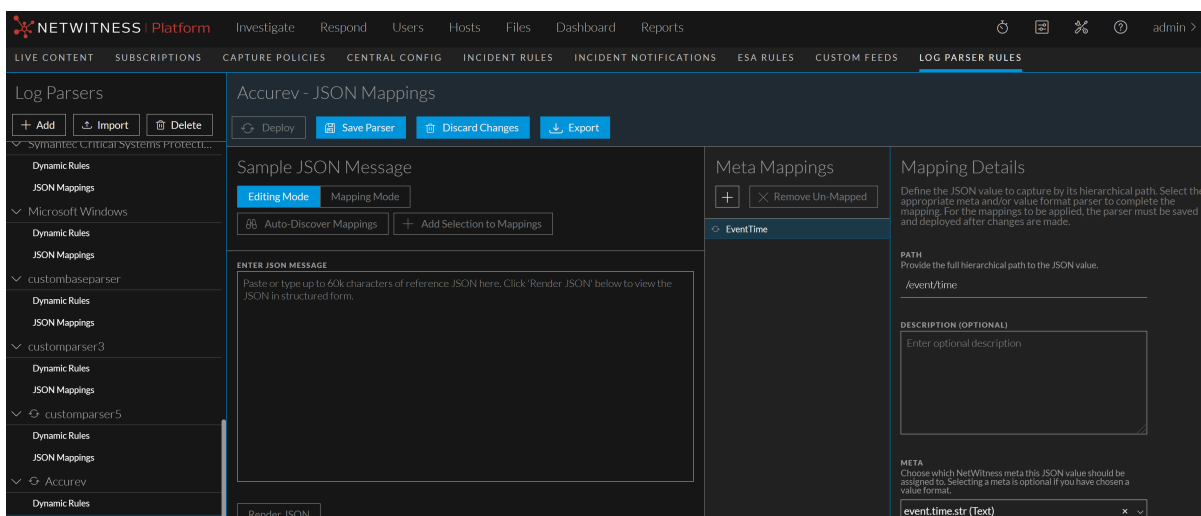 NETWITNESS | Platform Investigate Respond Users Hosts Files Dashboard Reports admin >
LIVE CONTENT SUBSCRIPTIONS CAPTURE POLICIES CENTRAL CONFIG INCIDENT RULES INCIDENT NOTIFICATIONS ESA RULES CUSTOM FEEDS LOG PARSER RULES
Log Parsers
+ Add Import Delete
Symantec Critical Systems Protecti...
Dynamic Rules
JSON Mappings
Microsoft Windows
Dynamic Rules
JSON Mappings
custombaseparser
Dynamic Rules
JSON Mappings
customparser3
Dynamic Rules
JSON Mappings
customparser5
Dynamic Rules
JSON Mappings
Accurev
Dynamic Rules
Accurev - JSON Mappings
Deploy Save Parser Discard Changes Export
Sample JSON Message
Editing Mode Mapping Mode
Auto-Discover Mappings + Add Selection to Mappings
ENTER JSON MESSAGE
Paste or type up to 60k characters of reference JSON here. Click 'Render JSON' below to view the
JSON in structured form.
Render JSON
Meta Mappings
+ Remove Un-Mapped
EventTime
Mapping Details
Define the JSON value to capture by its hierarchical path. Select the
appropriate meta and/or value format parser to complete the
mapping. For the mappings to be applied, the parser must be saved
and deployed after changes are made.
PATH
Provide the full hierarchical path to the JSON value.
/event/time
DESCRIPTION (OPTIONAL)
Enter optional description
META
Choose which NetWitness meta this JSON value should be
assigned to. Selecting a meta is optional if you have chosen a
value format.
event.time.str (Text)